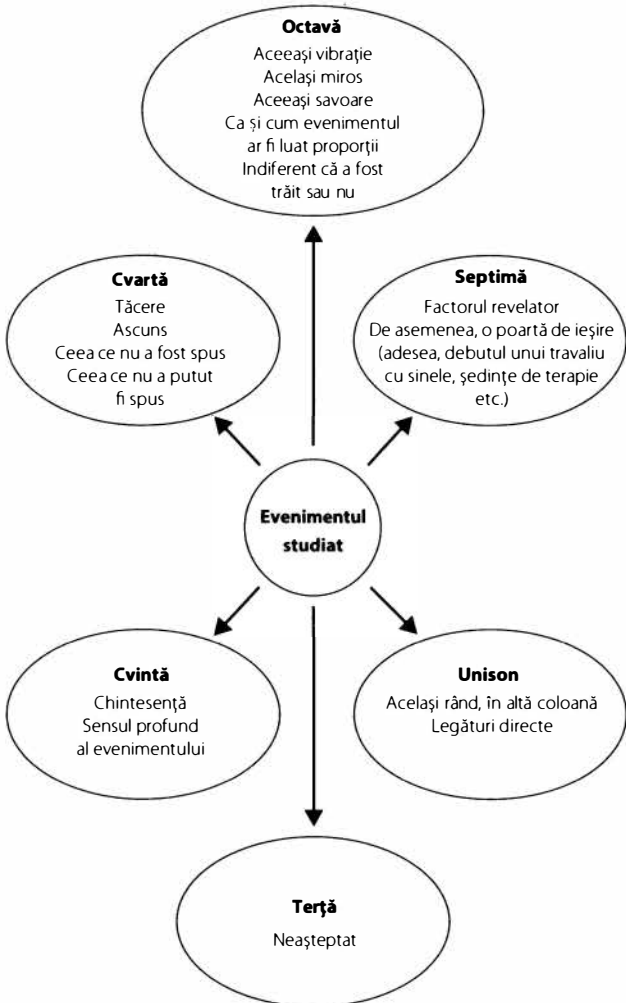 Octavă
Aceeași vibrație
Același miros
Aceeași savoare
Ca și cum evenimentul
ar fi luat proporții
Indiferent că a fost
trăit sau nu
Cvartă
Tăcere
Ascuns
Ceea ce nu a fost spus
Ceea ce nu a putut
fi spus
Septimă
Factorul revelator
De asemenea, o poartă de ieșire
(adesea, debutul unui travaliu
cu sinele, ședințe de terapie
etc.)
Evenimentul
studiat
Cvintă
Chintesență
Sensul profund
al evenimentului
Unison
Același rând, în altă coloană
Legături directe
Terță
Neașteptat